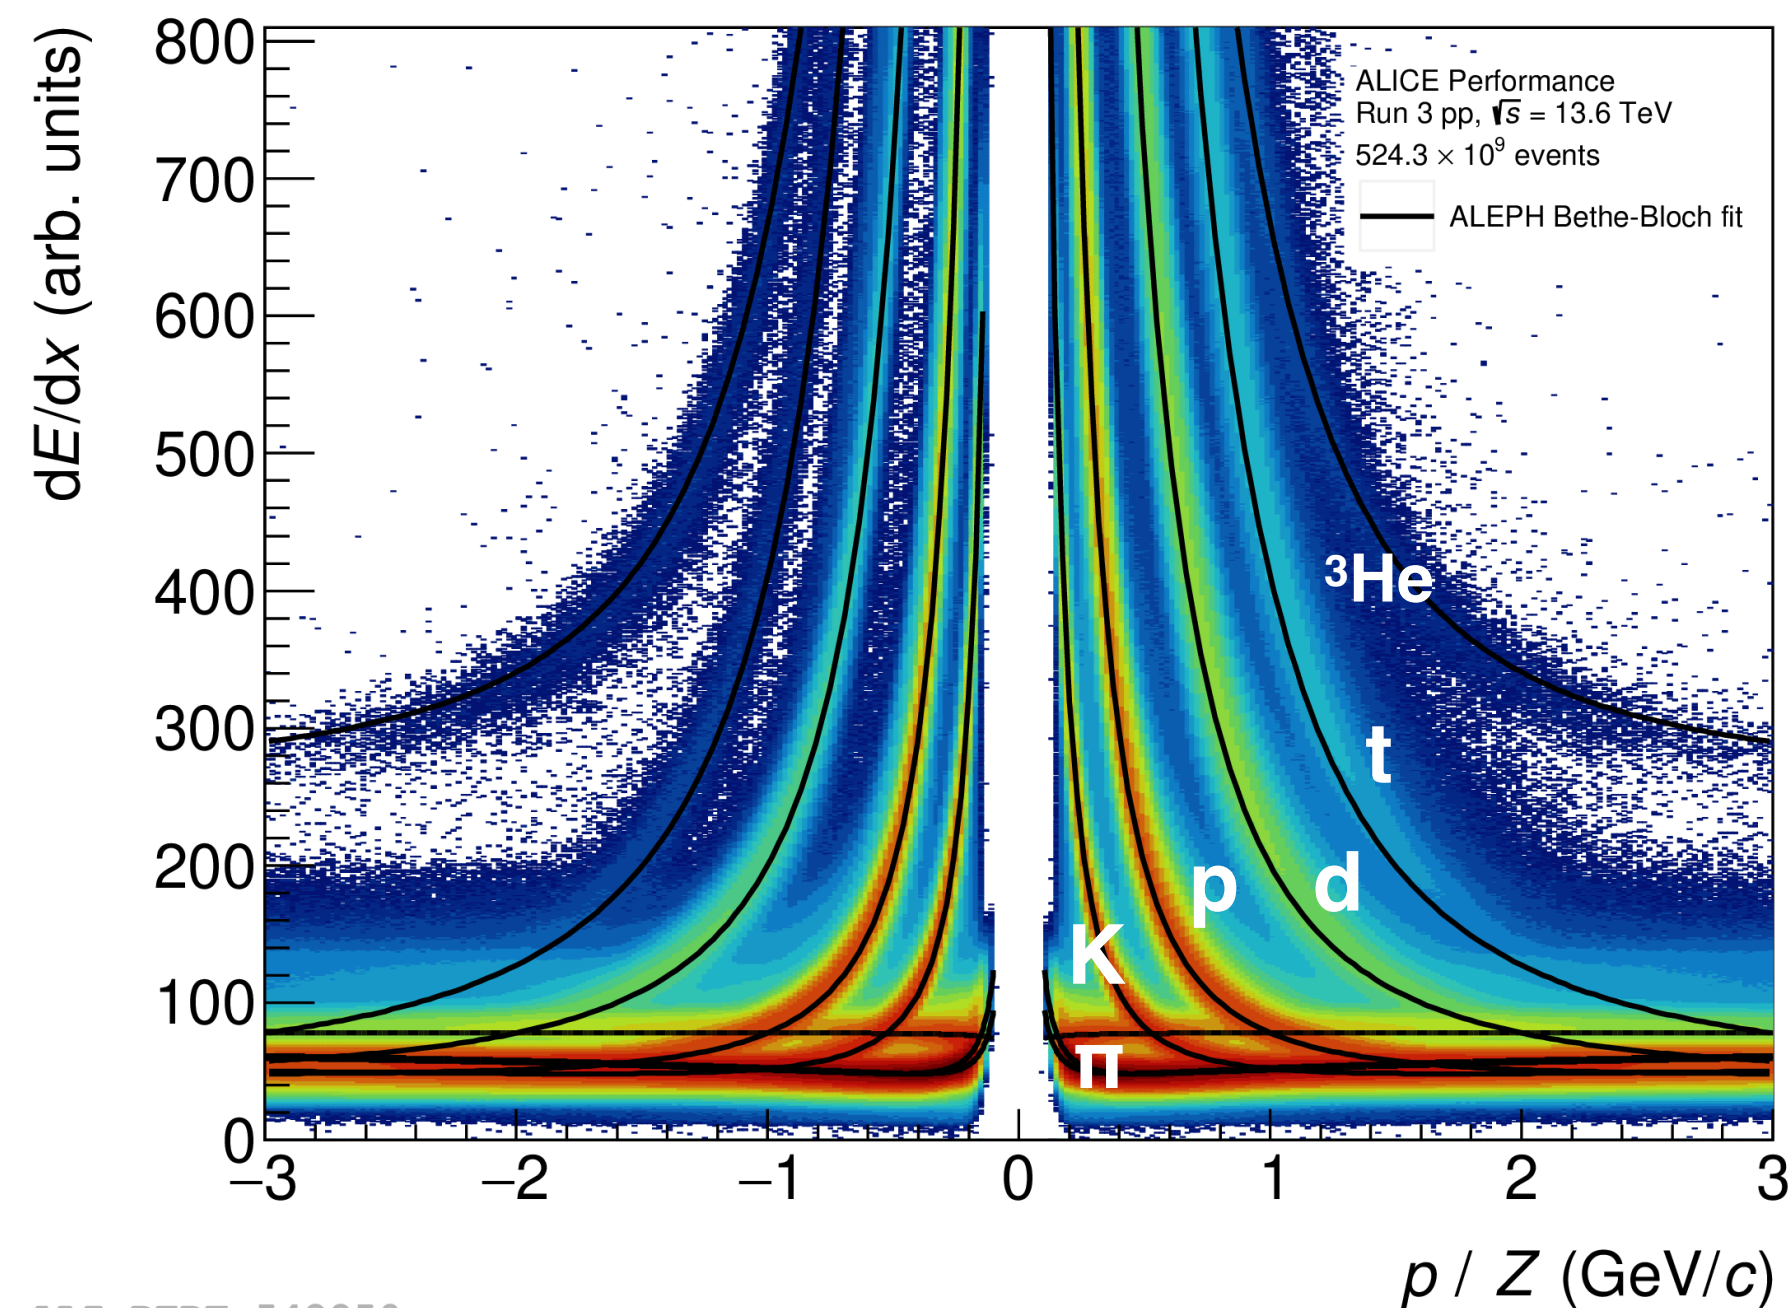 800
700
600
500
400
300
200
100
0
dE/dx (arb. units)
ALICE Performance
Run 3 pp, √s = 13.6 TeV
524.3 × 10⁹ events
ALEPH Bethe-Bloch fit
³He
t
p
d
K
π
−3
−2
−1
0
1
2
3
p / Z (GeV/c)